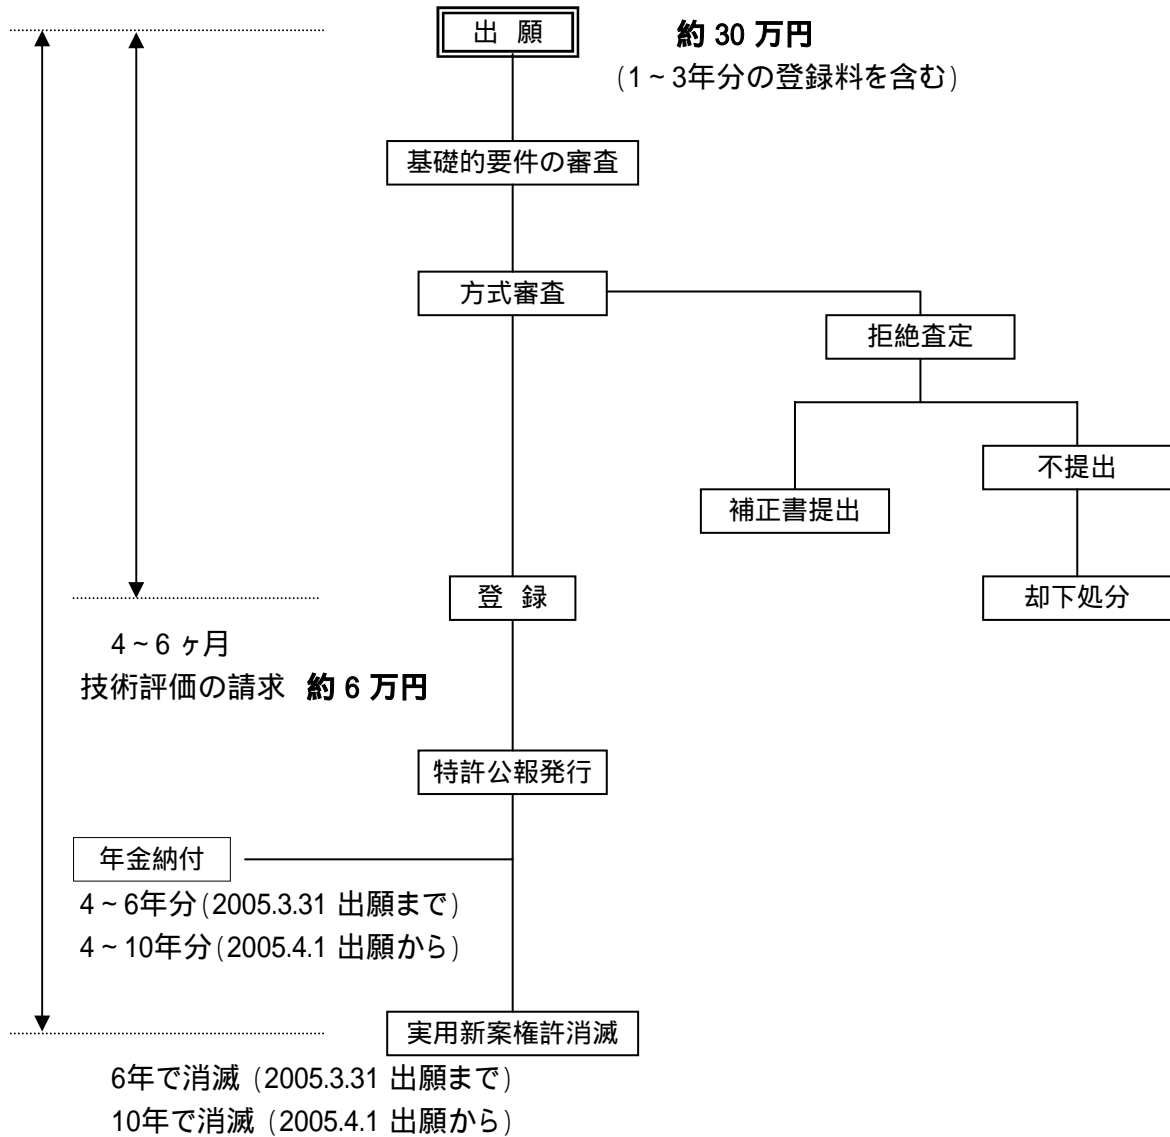 出 願
約 30 万円
(1~3年分の登録料を含む)
基礎的要件の審査
方式審査
拒絶査定
不提出
補正書提出
登 録
却下処分
4~6 ヶ月
技術評価の請求 約 6 万円
特許公報発行
年金納付
4~6年分(2005.3.31 出願まで)
4~10年分(2005.4.1 出願から)
実用新案権許消滅
6年で消滅 (2005.3.31 出願まで)
10年で消滅 (2005.4.1 出願から)